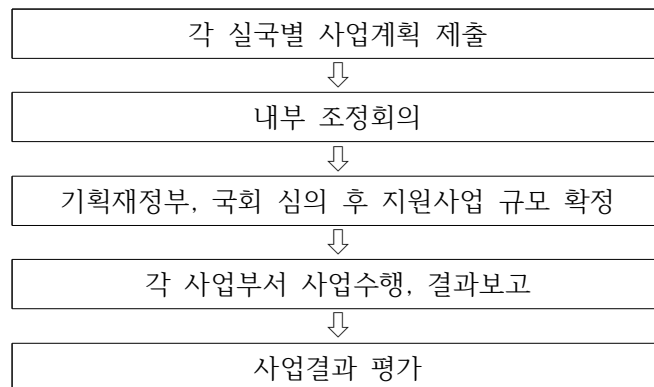 각 실국별 사업계획 제출
내부 조정회의
기획재정부, 국회 심의 후 지원사업 규모 확정
각 사업부서 사업수행, 결과보고
사업결과 평가